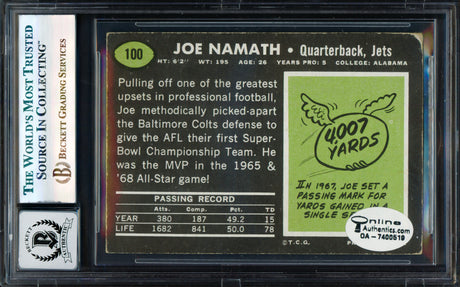 THE WORLD'S MOST TRUSTED
SOURCE IN COLLECTING™
BECKETT GRADING SERVICES
BECKETT
AUTHENTIC
100
JOE NAMATH • Quarterback, Jets
HT: 6'2" WT: 195 AGE: 26 YEARS PRO: 5 COLLEGE: ALABAMA
Pulling off one of the greatest
upsets in professional football,
Joe methodically picked-apart
the Baltimore Colts defense to
give the AFL their first Super-
Bowl Championship Team. He
was the MVP in the 1965 &
'68 All-Star game!
PASSING RECORD
Atts. Comp. Pct. Td.
YEAR 380 187 49.2 15
LIFE 1682 841 50.0 78
4,007
YARDS
IN 1967, JOE SET A
PASSING MARK FOR
YARDS GAINED IN A
SINGLE
©T.C.G.
Online
Authentics.com
OA - 7400519